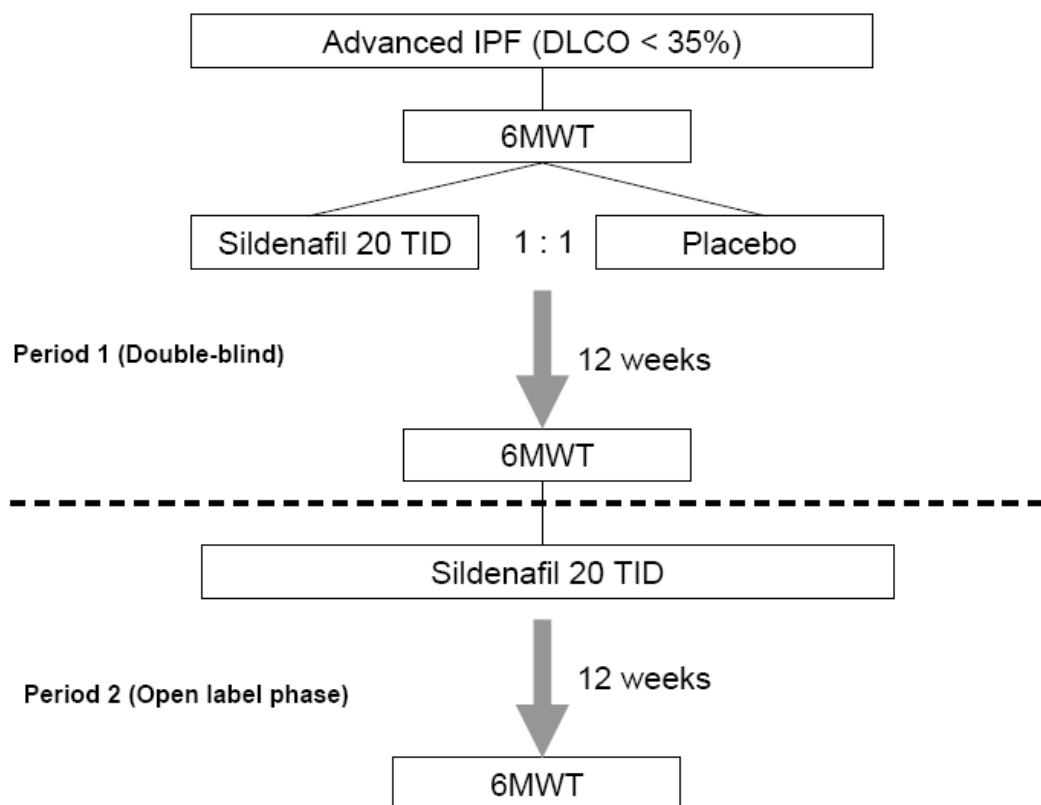 Advanced IPF (DLCO < 35%)
6MWT
Sildenafil 20 TID
1 : 1
Placebo
Period 1 (Double-blind)
12 weeks
6MWT
Sildenafil 20 TID
12 weeks
Period 2 (Open label phase)
6MWT